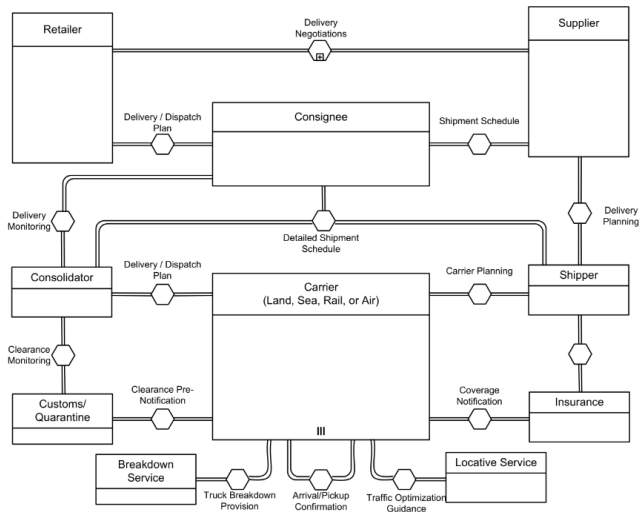 Delivery
Negotiations
Retailer
Supplier
Delivery / Dispatch
Plan
Consignee
Shipment Schedule
Delivery
Monitoring
Detailed Shipment
Schedule
Delivery
Planning
Consolidator
Delivery / Dispatch
Plan
Carrier
(Land, Sea, Rail, or Air)
Carrier Planning
Shipper
Clearance
Monitoring
Customs/
Quarantine
Clearance Pre-
Notification
Coverage
Notification
Insurance
Breakdown
Service
Truck Breakdown
Provision
Arrival/Pickup
Confirmation
Traffic Optimization
Guidance
Locative Service